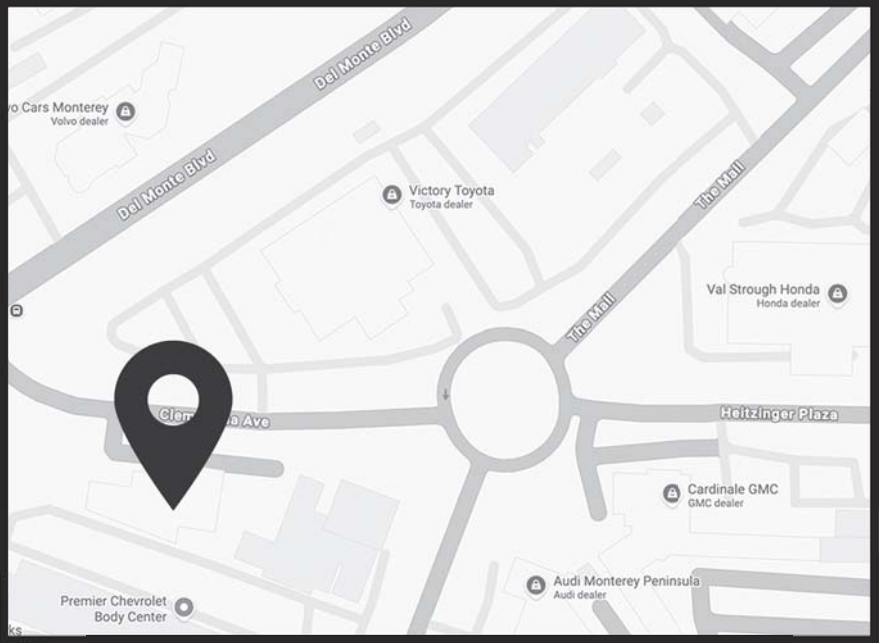 Del Monte Blvd
vo Cars Monterey
Volvo dealer
Del Monte Blvd
The Mall
Victory Toyota
Toyota dealer
Val Strough Honda
Honda dealer
The Mall
Clem
a Ave
Heitzinger Plaza
Cardinale GMC
GMC dealer
Audi Monterey Peninsula
Audi dealer
Premier Chevrolet
Body Center
ks